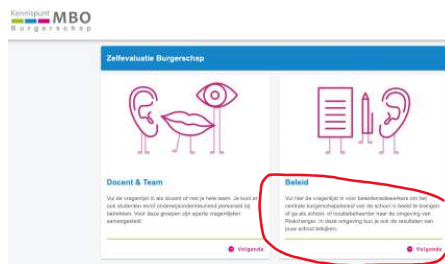 Kennispunt MBO
Burgerschap
Zelfevaluatie Burgerschap
Docent & Team
Vul de vragenlijst in als docent of met je hele team. Je kunt er
ook studenten en/of onderwijsondersteunend personeel bij
betrekken. Voor deze groepen zijn aparte vragenlijsten
samengesteld.
Volgende
Beleid
Vul hier de vragenlijst in voor beleidsmedewerkers om het
centrale burgerschapsbeleid van de school in beeld te brengen
of ga als school- of locatiebeheerder naar de omgeving van
Riskchanger. In deze omgeving kun je ook de resultaten van
jouw school bekijken.
Volgende